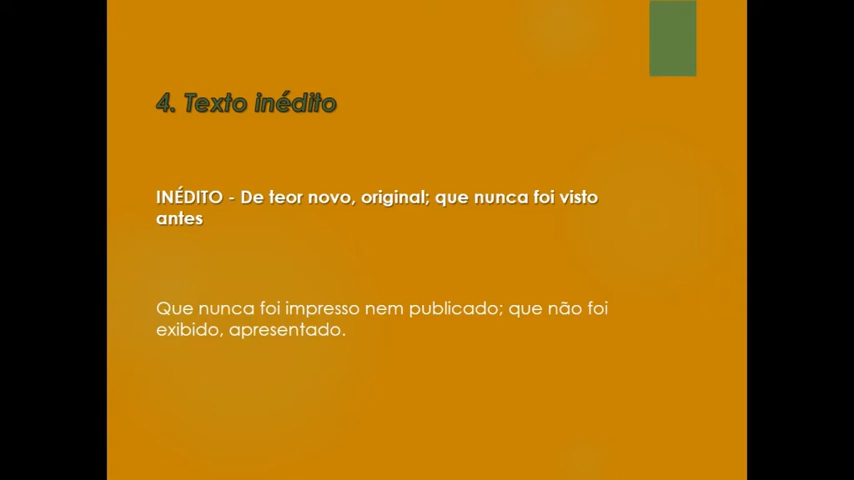 4. Texto inédito
INÉDITO - De teor novo, original; que nunca foi visto
antes
Que nunca foi impresso nem publicado; que não foi
exibido, apresentado.